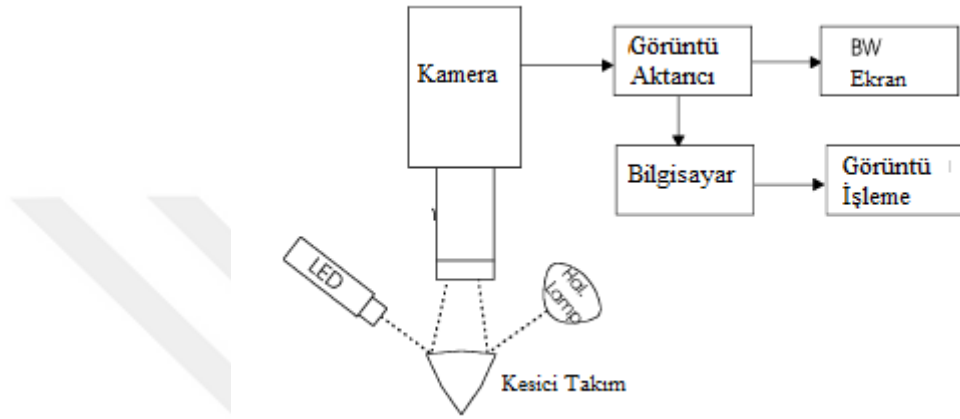 Kamera
Görüntü
Aktarıcı
BW
Ekran
Bilgisayar
Görüntü
İşleme
LED
Hal.
Lamp
Kesici Takım